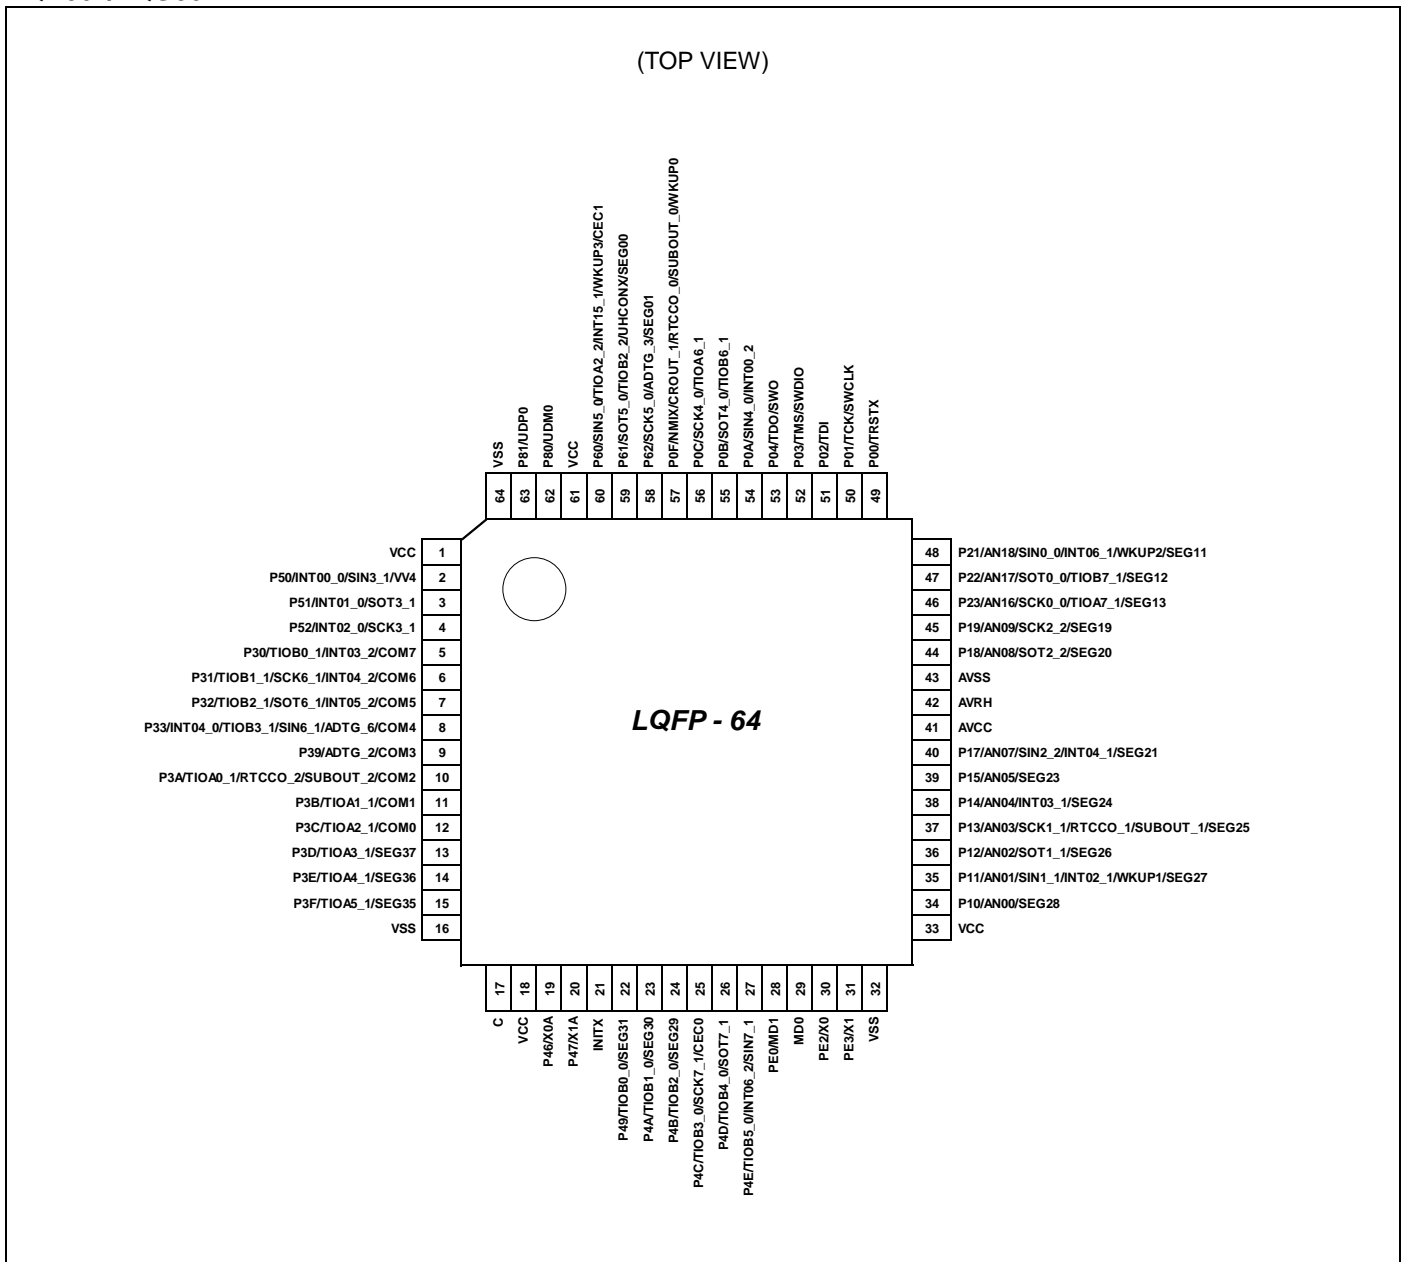 (TOP VIEW)
VSS
P81/UDP0
P80/UDM0
VCC
P60/SIN5_0/TIOA2_2/INT15_1/WKUP3/CEC1
P61/SOT5_0/TIOB2_2/UHCONX/SEG00
P62/SCK5_0/ADTG_3/SEG01
P0F/NMIX/CROUT_1/RTCCO_0/SUBOUT_0/WKUP0
P0C/SCK4_0/TIOA6_1
P0B/SOT4_0/TIOB6_1
P0A/SIN4_0/INT00_2
P04/TDO/SWO
P03/TMS/SWDIO
P02/TDI
P01/TCK/SWCLK
P00/TRSTX
64 63 62 61 60 59 58 57 56 55 54 53 52 51 50 49
VCC 1
P50/INT00_0/SIN3_1/VV4 2
P51/INT01_0/SOT3_1 3
P52/INT02_0/SCK3_1 4
P30/TIOB0_1/INT03_2/COM7 5
P31/TIOB1_1/SCK6_1/INT04_2/COM6 6
P32/TIOB2_1/SOT6_1/INT05_2/COM5 7
P33/INT04_0/TIOB3_1/SIN6_1/ADTG_6/COM4 8
P39/ADTG_2/COM3 9
P3A/TIOA0_1/RTCCO_2/SUBOUT_2/COM2 10
P3B/TIOA1_1/COM1 11
P3C/TIOA2_1/COM0 12
P3D/TIOA3_1/SEG37 13
P3E/TIOA4_1/SEG36 14
P3F/TIOA5_1/SEG35 15
VSS 16
LQFP - 64
48 P21/AN18/SIN0_0/INT06_1/WKUP2/SEG11
47 P22/AN17/SOT0_0/TIOB7_1/SEG12
46 P23/AN16/SCK0_0/TIOA7_1/SEG13
45 P19/AN09/SCK2_2/SEG19
44 P18/AN08/SOT2_2/SEG20
43 AVSS
42 AVRH
41 AVCC
40 P17/AN07/SIN2_2/INT04_1/SEG21
39 P15/AN05/SEG23
38 P14/AN04/INT03_1/SEG24
37 P13/AN03/SCK1_1/RTCCO_1/SUBOUT_1/SEG25
36 P12/AN02/SOT1_1/SEG26
35 P11/AN01/SIN1_1/INT02_1/WKUP1/SEG27
34 P10/AN00/SEG28
33 VCC
17 18 19 20 21 22 23 24 25 26 27 28 29 30 31 32
C
VCC
P46/X0A
P47/X1A
INITX
P49/TIOB0_0/SEG31
P4A/TIOB1_0/SEG30
P4B/TIOB2_0/SEG29
P4C/TIOB3_0/SCK7_1/CEC0
P4D/TIOB4_0/SOT7_1
P4E/TIOB5_0/INT06_2/SIN7_1
PE0/MD1
MD0
PE2/X0
PE3/X1
VSS